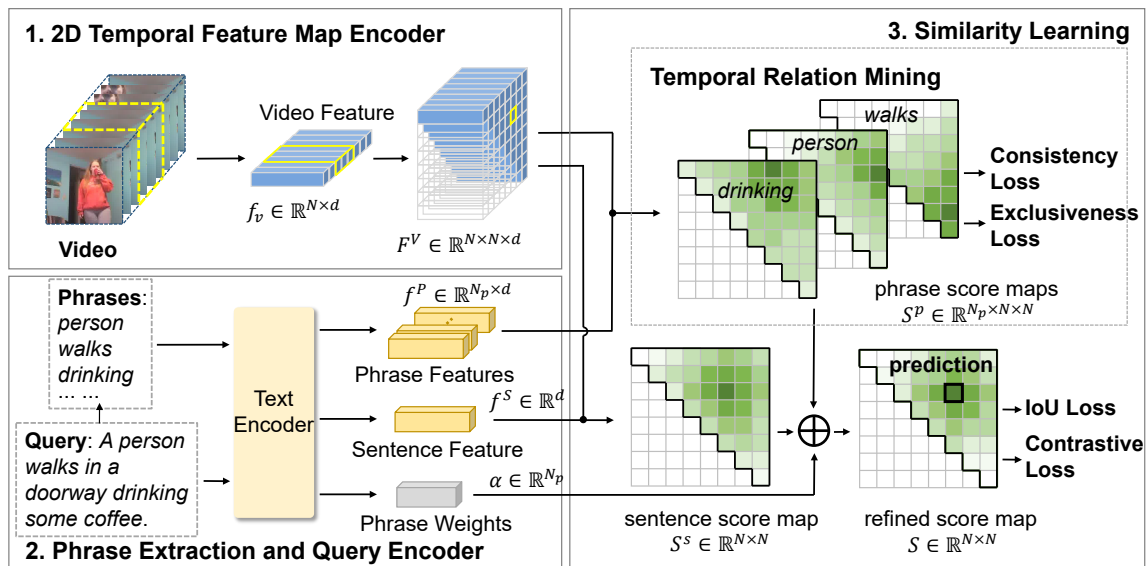 1. 2D Temporal Feature Map Encoder
Video Feature
f_v ∈ ℝ^{N×d}
F^V ∈ ℝ^{N×N×d}
Video
Phrases:
person
walks
drinking
... ...
Query: A person
walks in a
doorway drinking
some coffee.
Text
Encoder
f^P ∈ ℝ^{N_p×d}
Phrase Features
f^S ∈ ℝ^d
Sentence Feature
α ∈ ℝ^{N_p}
Phrase Weights
2. Phrase Extraction and Query Encoder
3. Similarity Learning
Temporal Relation Mining
walks
person
drinking
Consistency
Loss
Exclusiveness
Loss
phrase score maps
S^p ∈ ℝ^{N_p×N×N}
prediction
IoU Loss
Contrastive
Loss
sentence score map
S^s ∈ ℝ^{N×N}
refined score map
S ∈ ℝ^{N×N}